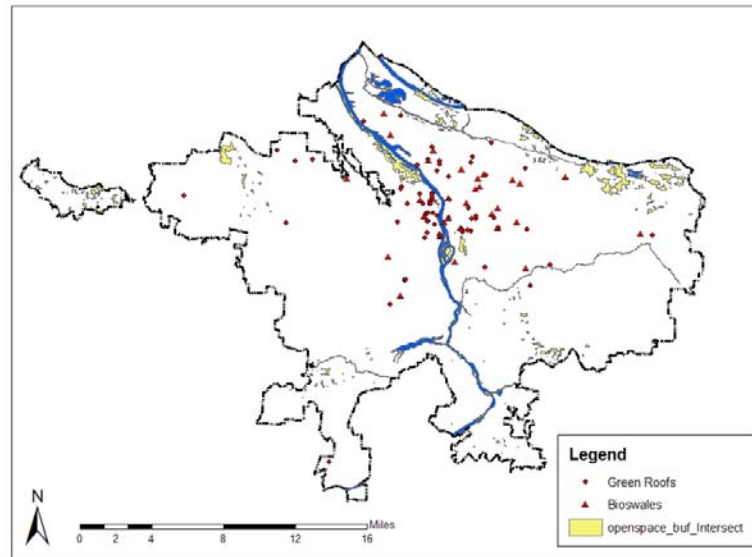 N
0 2 4 8 12 16
Miles
Legend
Green Roofs
Bioswales
openspace_buf_Intersect